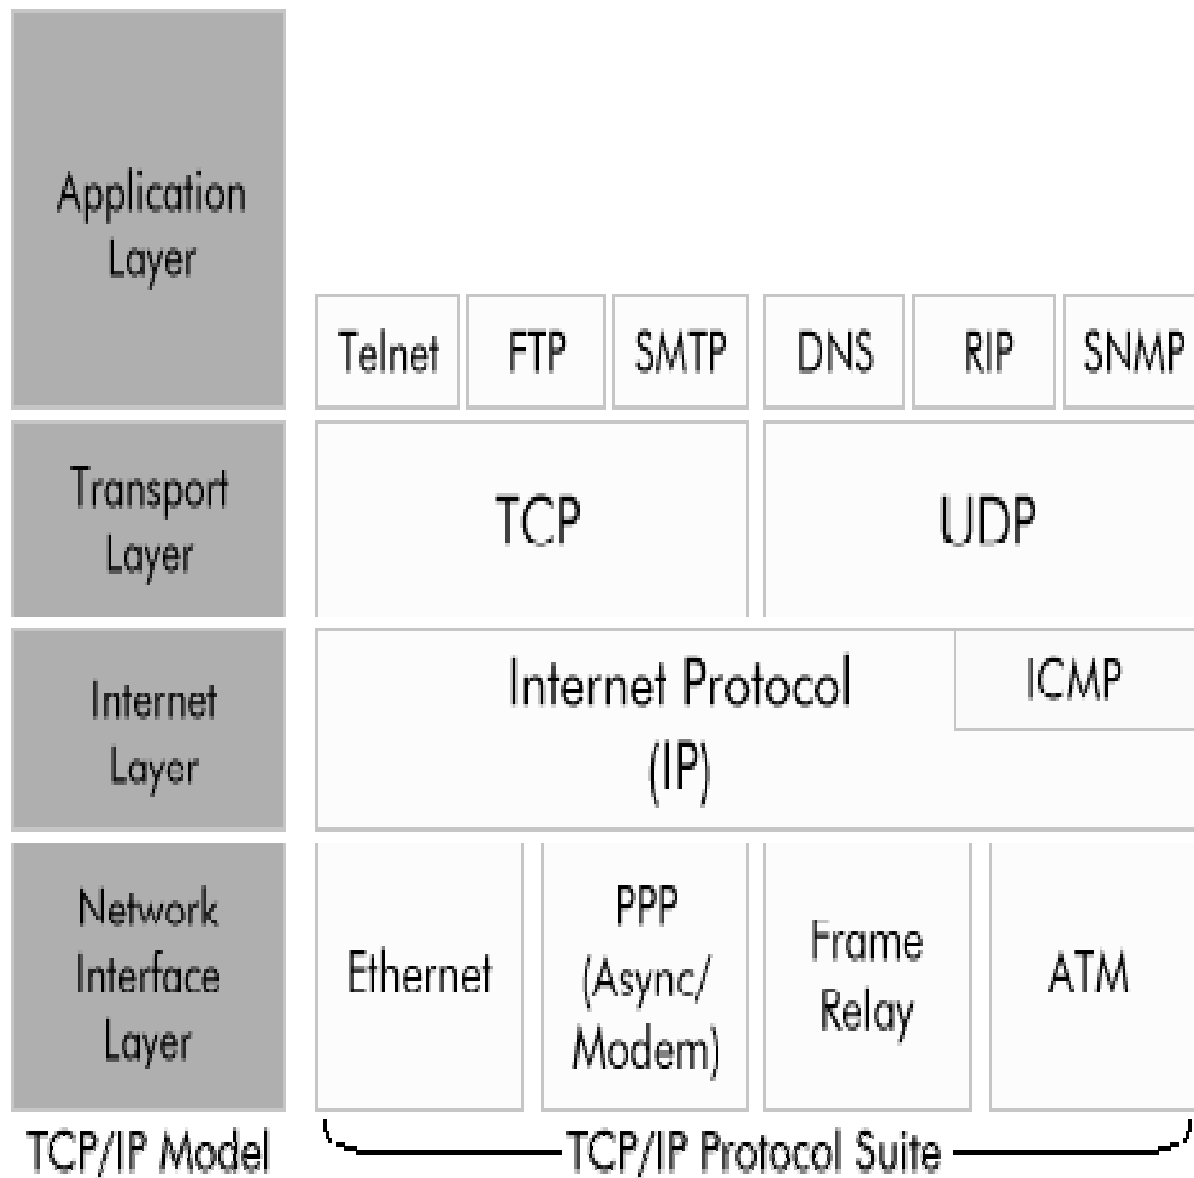 Application
Layer
Telnet
FTP
SMTP
DNS
RIP
SNMP
Transport
Layer
TCP
UDP
Internet
Layer
Internet Protocol
(IP)
ICMP
Network
Interface
Layer
Ethernet
PPP
(Async/
Modem)
Frame
Relay
ATM
TCP/IP Model
TCP/IP Protocol Suite